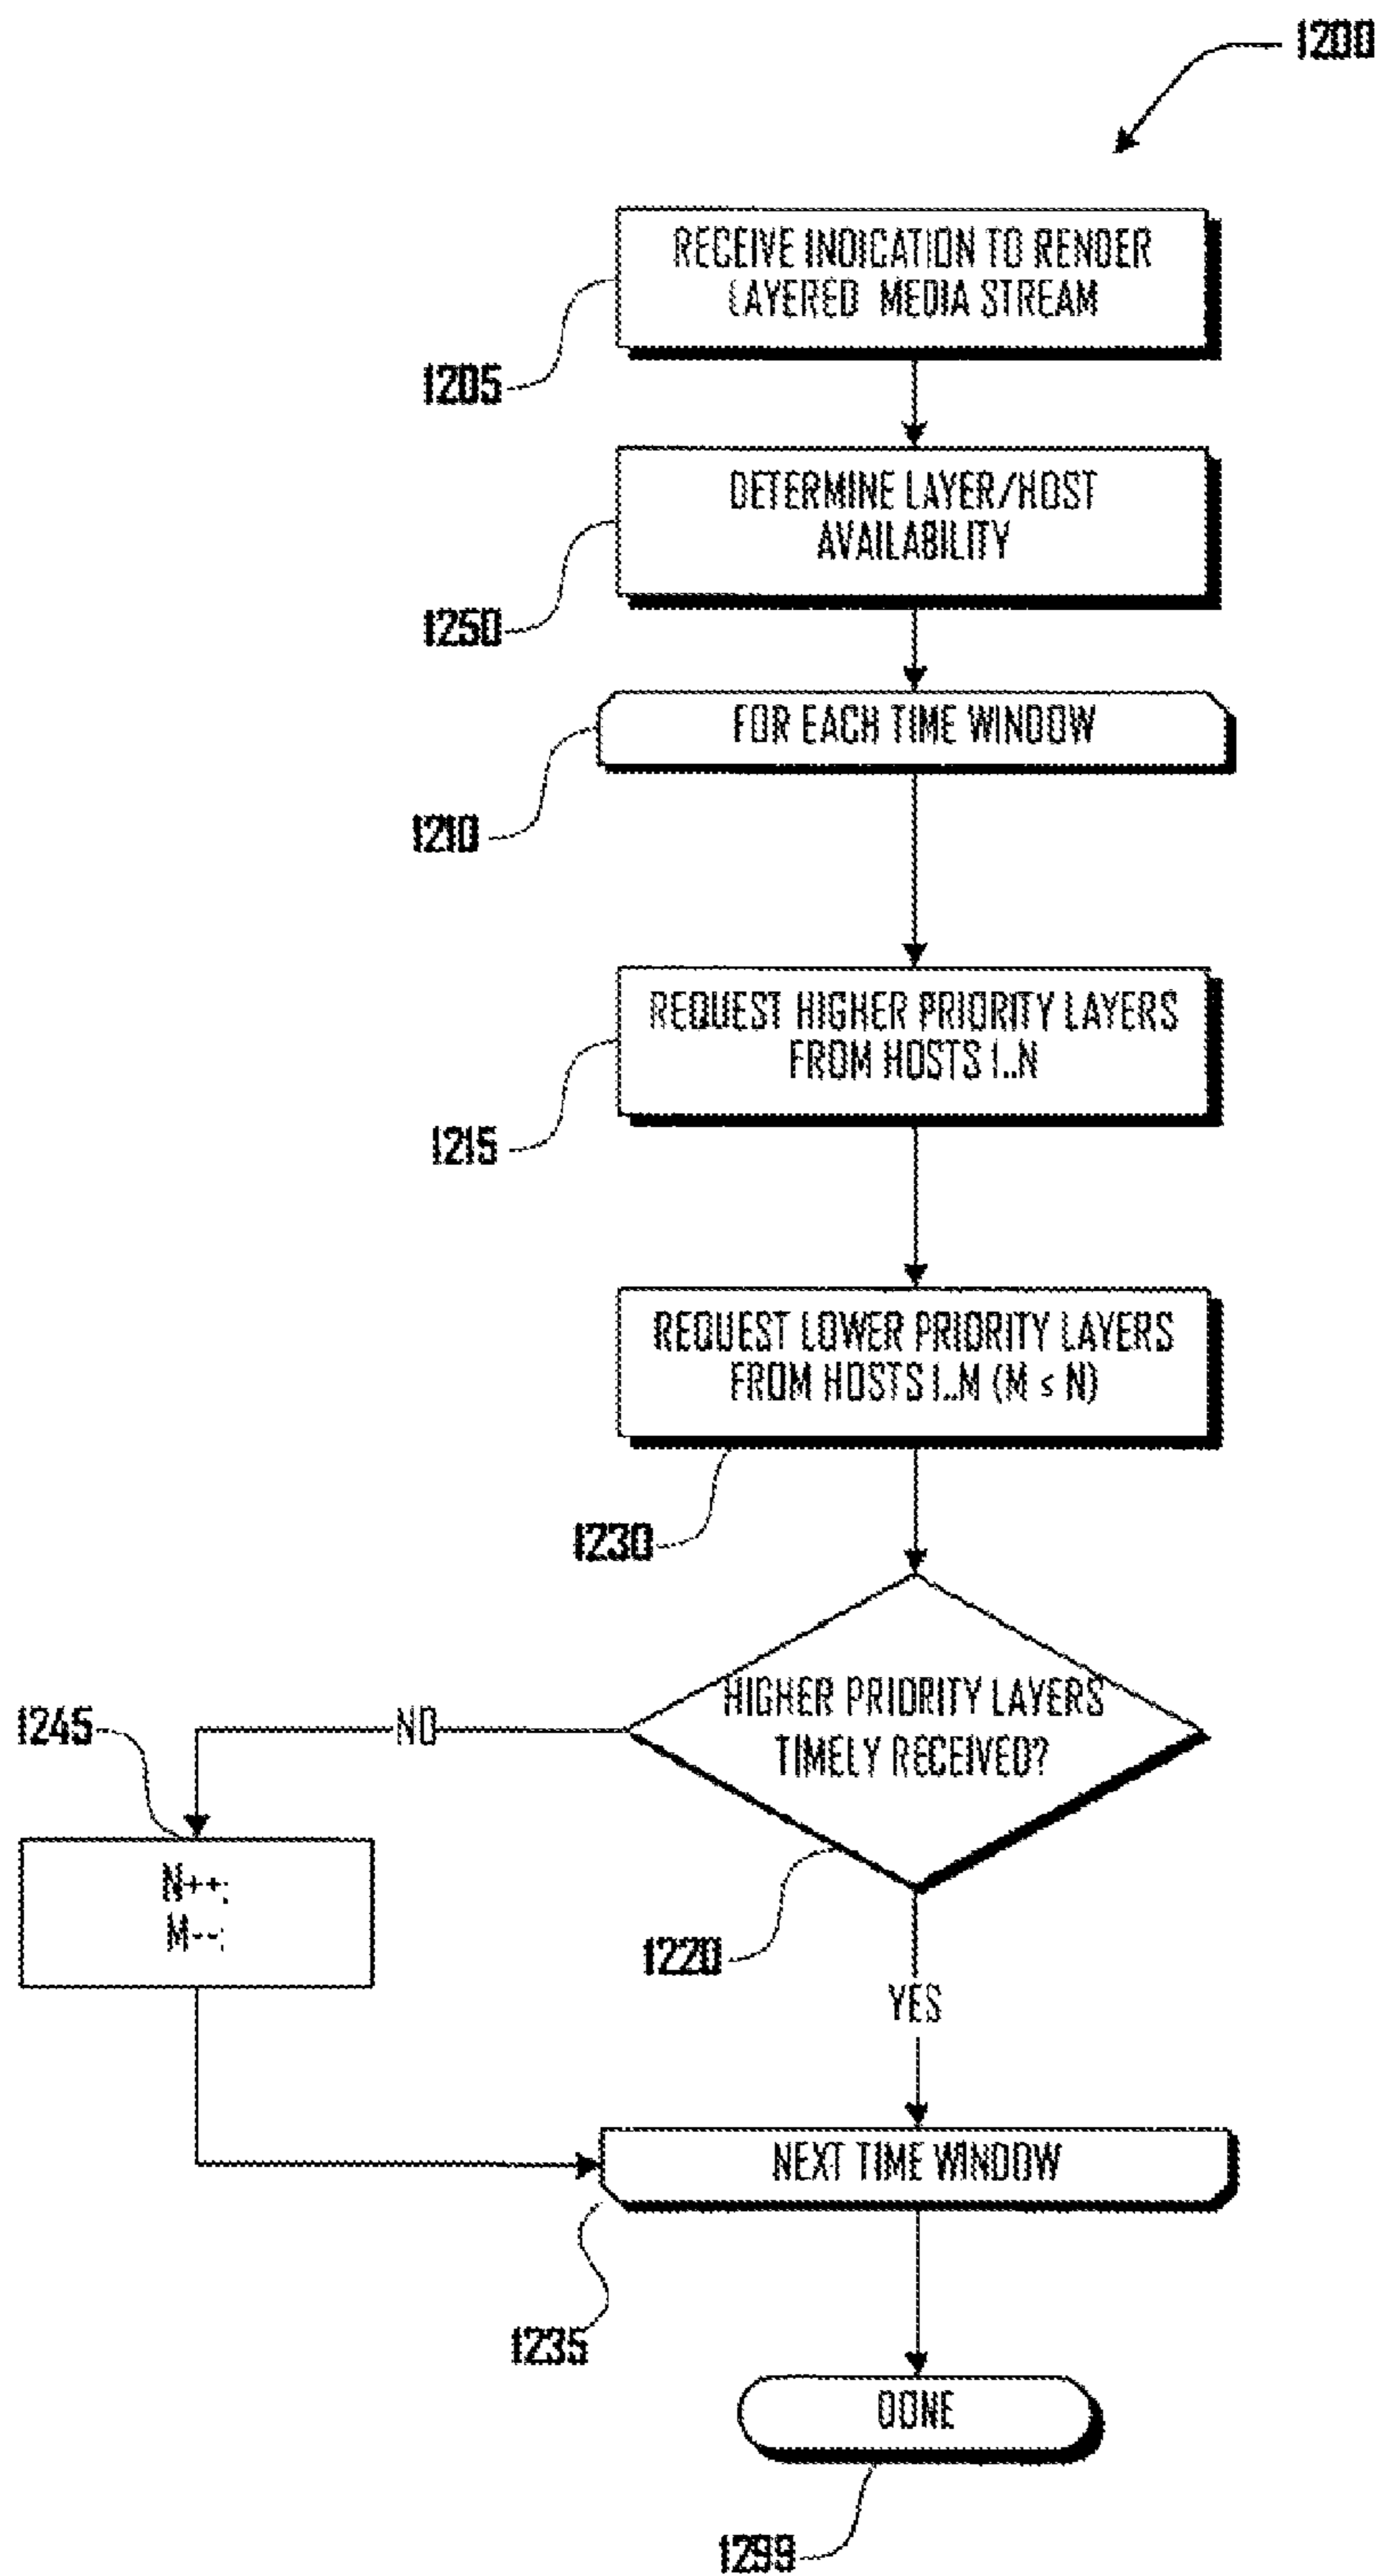 1200
RECEIVE INDICATION TO RENDER
LAYERED MEDIA STREAM
1205
DETERMINE LAYER/HOST
AVAILABILITY
1250
FOR EACH TIME WINDOW
1210
REQUEST HIGHER PRIORITY LAYERS
FROM HOSTS 1..N
1215
REQUEST LOWER PRIORITY LAYERS
FROM HOSTS 1..M (M ≤ N)
1230
HIGHER PRIORITY LAYERS
TIMELY RECEIVED?
NO
1245
N++;
M--;
1220
YES
NEXT TIME WINDOW
1235
DONE
1299